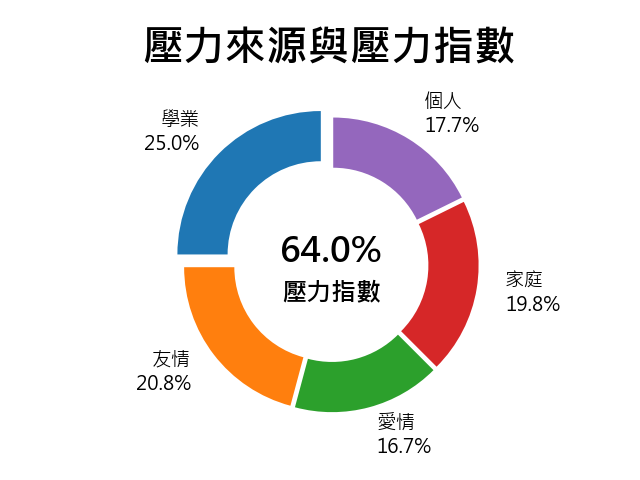 壓力來源與壓力指數
學業
25.0%
個人
17.7%
64.0%
壓力指數
家庭
19.8%
友情
20.8%
愛情
16.7%